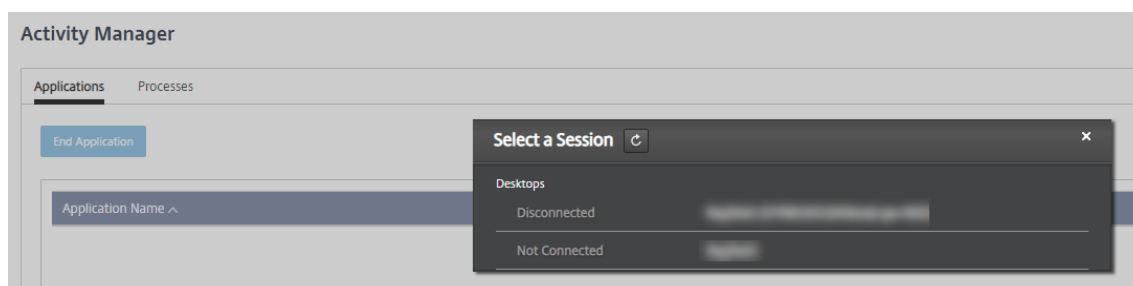 Activity Manager
Applications Processes
End Application
Select a Session
Desktops
Application Name
Disconnected
Not Connected